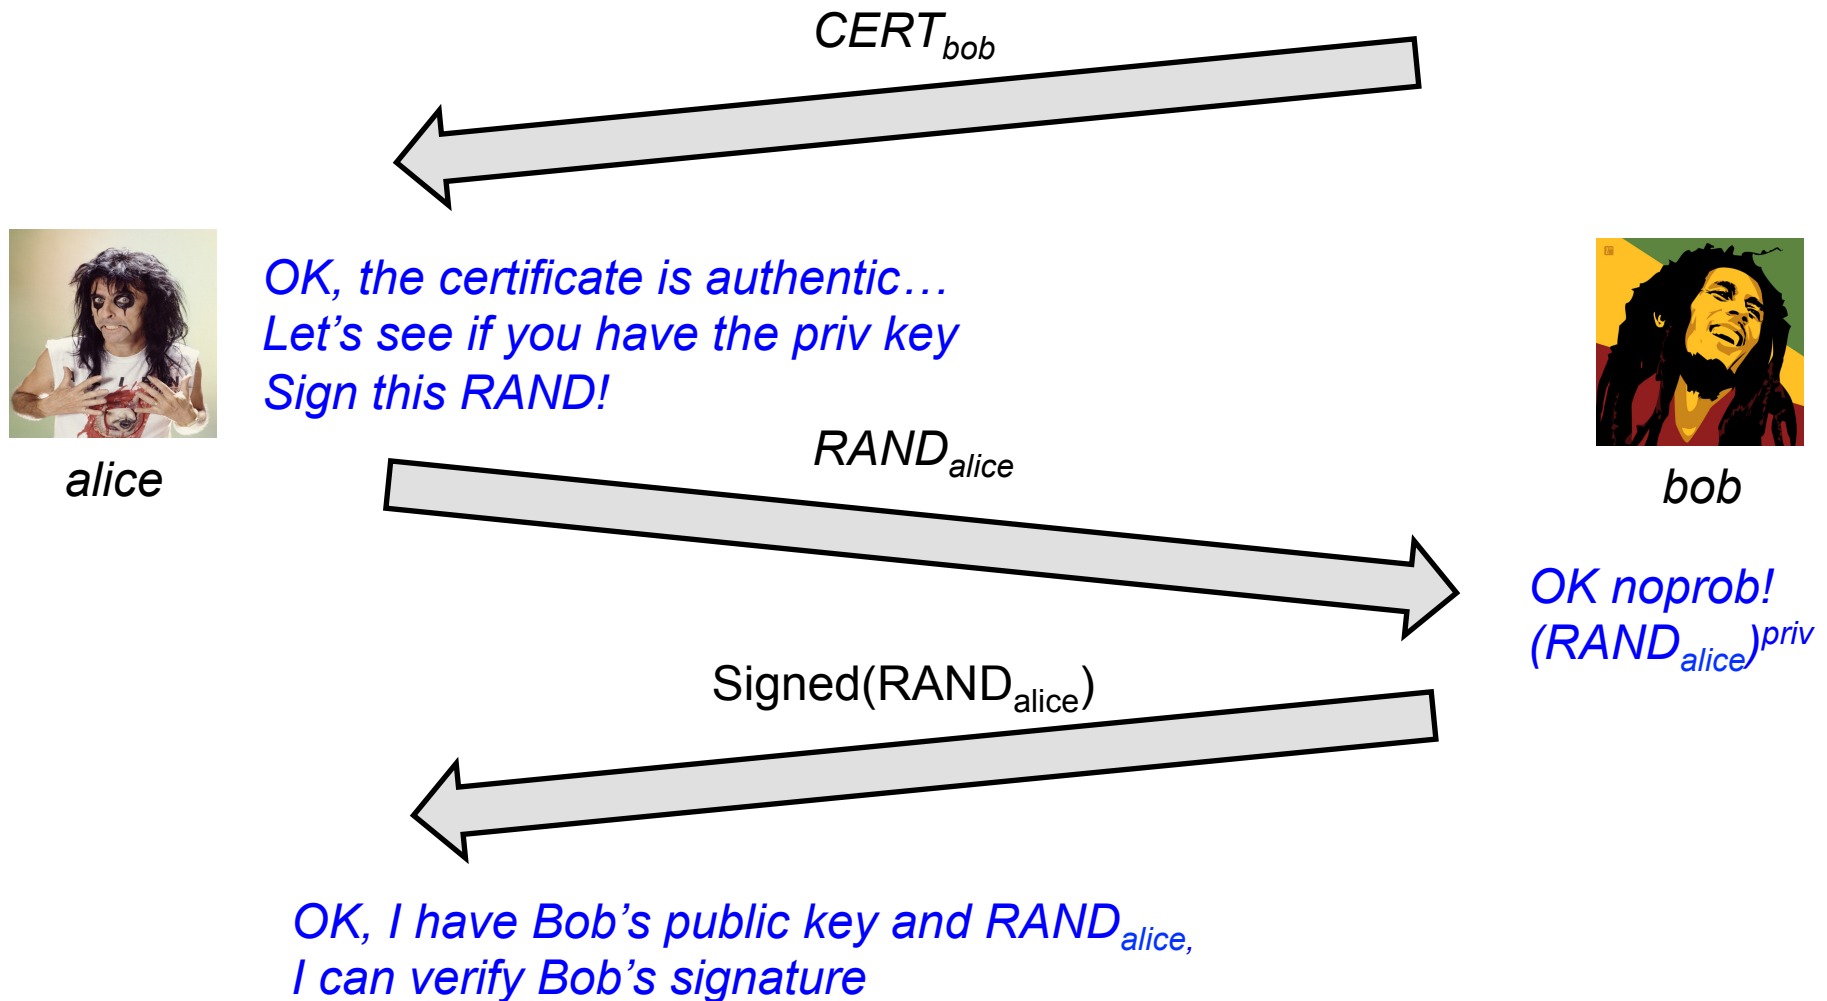 CERTbob
OK, the certificate is authentic…
Let’s see if you have the priv key
Sign this RAND!
alice
RANDalice
bob
OK noprob!
(RANDalice)priv
Signed(RANDalice)
OK, I have Bob’s public key and RANDalice,
I can verify Bob’s signature